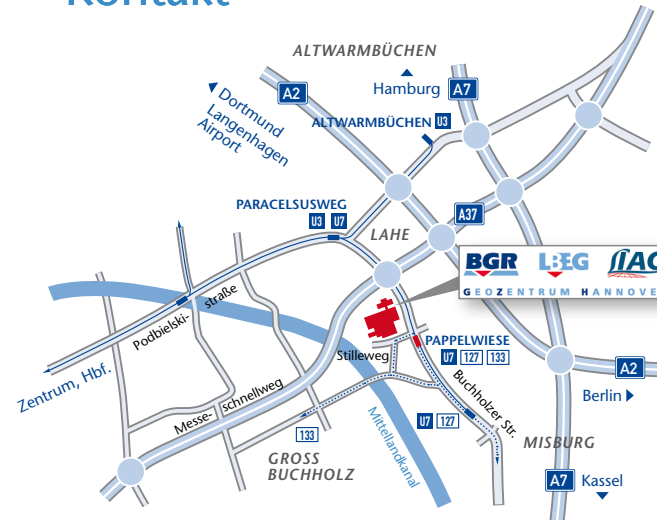 Kontakt
ALTWARMBÜCHEN
A2
Hamburg
A7
Dortmund
Langenhagen
Airport
ALTWARMBÜCHEN U3
PARACELSUSWEG
U3 U7
A37
LAHE
BGR LBEG
GEOZENTRUM HANNOVE
Podbielski-
straße
Stilleweg
PAPPELWIESE
U7 127 133
Zentrum, Hbf.
A2
Berlin
Messe-
schnellweg
Buchholzer Str.
133
U7 127
Mittellandkanal
MISBURG
GROSS
BUCHHOLZ
A7 Kassel